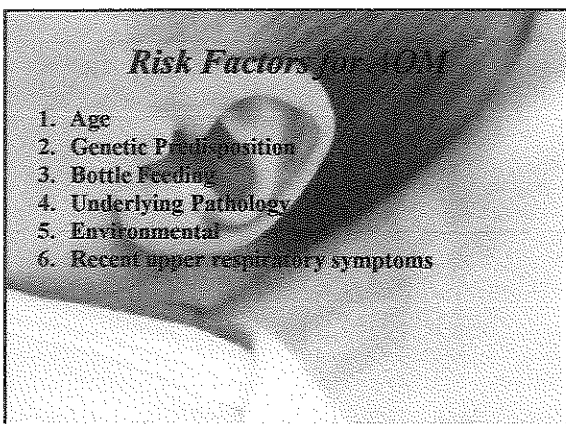 Risk Factors for AOM
1. Age
2. Genetic Predisposition
3. Bottle Feeding
4. Underlying Pathology
5. Environmental
6. Recent upper respiratory symptoms